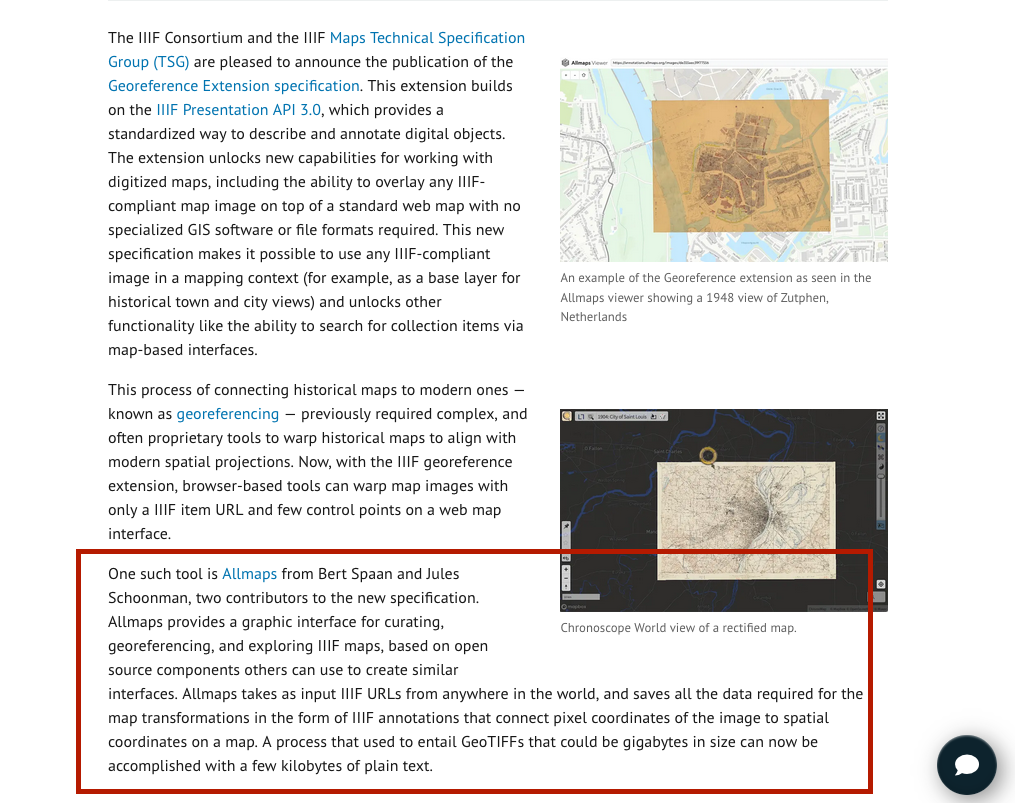 The IIIF Consortium and the IIIF Maps Technical Specification
Group (TSG) are pleased to announce the publication of the
Georeference Extension specification. This extension builds
on the IIIF Presentation API 3.0, which provides a
standardized way to describe and annotate digital objects.
The extension unlocks new capabilities for working with
digitized maps, including the ability to overlay any IIIF-
compliant map image on top of a standard web map with no
specialized GIS software or file formats required. This new
specification makes it possible to use any IIIF-compliant
image in a mapping context (for example, as a base layer for
historical town and city views) and unlocks other
functionality like the ability to search for collection items via
map-based interfaces.
Allmaps Viewer
An example of the Georeference extension as seen in the
Allmaps viewer showing a 1948 view of Zutphen,
Netherlands
This process of connecting historical maps to modern ones —
known as georeferencing — previously required complex, and
often proprietary tools to warp historical maps to align with
modern spatial projections. Now, with the IIIF georeference
extension, browser-based tools can warp map images with
only a IIIF item URL and few control points on a web map
interface.
1904: City of Saint Louis
Chronoscope World view of a rectified map.
One such tool is Allmaps from Bert Spaan and Jules
Schoonman, two contributors to the new specification.
Allmaps provides a graphic interface for curating,
georeferencing, and exploring IIIF maps, based on open
source components others can use to create similar
interfaces. Allmaps takes as input IIIF URLs from anywhere in the world, and saves all the data required for the
map transformations in the form of IIIF annotations that connect pixel coordinates of the image to spatial
coordinates on a map. A process that used to entail GeoTIFFs that could be gigabytes in size can now be
accomplished with a few kilobytes of plain text.